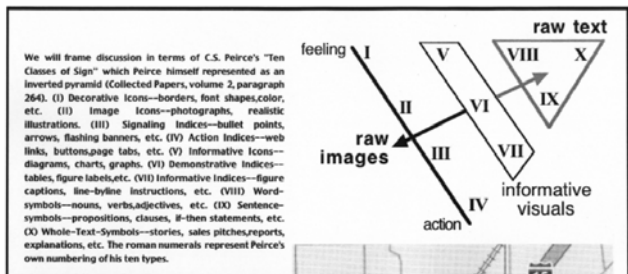 We will frame discussion in terms of C.S. Peirce's "Ten
Classes of Sign" which Peirce himself represented as an
inverted pyramid (Collected Papers, volume 2, paragraph
264). (I) Decorative Icons--borders, font shapes,color,
etc. (II) Image Icons--photographs, realistic
illustrations. (III) Signaling Indices--bullet points,
arrows, flashing banners, etc. (IV) Action Indices--web
links, buttons,page tabs, etc. (V) Informative Icons--
diagrams, charts, graphs. (VI) Demonstrative Indices--
tables, figure labels,etc. (VII) Informative Indices--figure
captions, line-byline instructions, etc. (VIII) Word-
symbols--nouns, verbs,adjectives, etc. (IX) Sentence-
symbols--propositions, clauses, if-then statements, etc.
(X) Whole-Text-Symbols--stories, sales pitches,reports,
explanations, etc. The roman numerals represent Peirce's
own numbering of his ten types.
raw text
feeling I V VIII X
II VI IX
raw
images
III VII
informative
visuals
IV
action